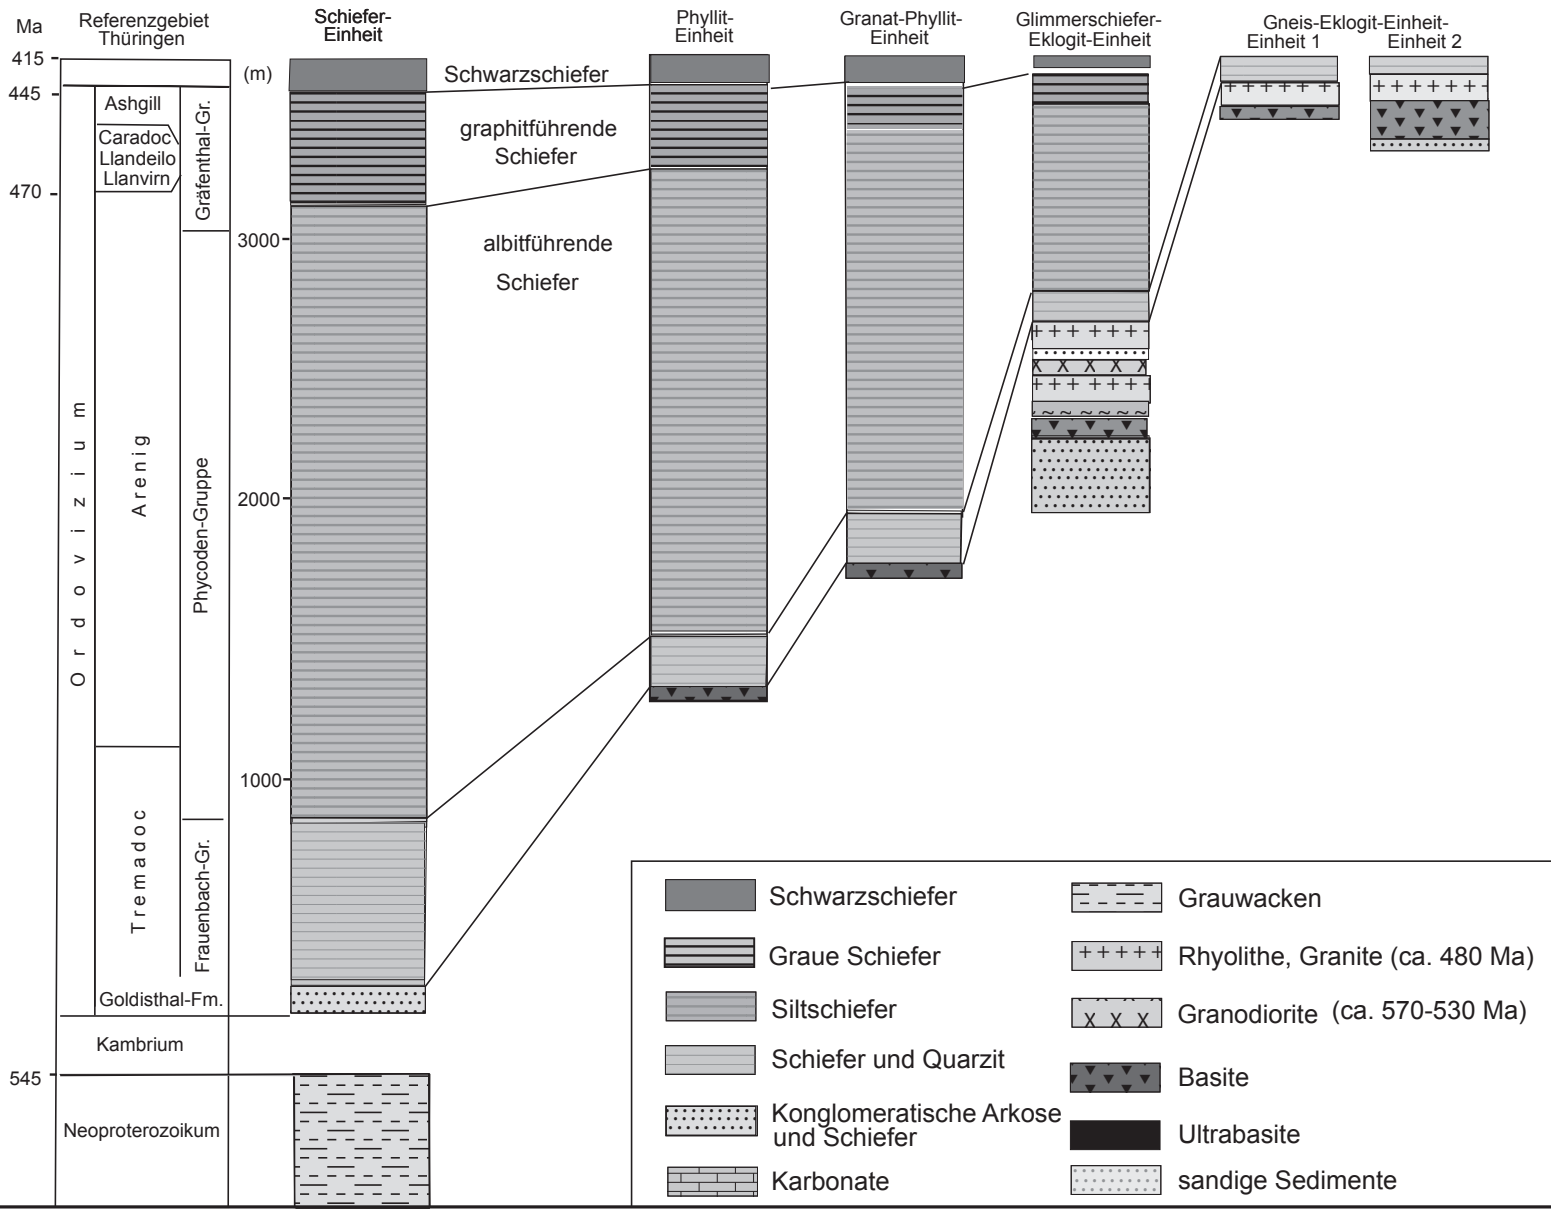 Ma
Referenzgebiet
Thüringen
Schiefer-
Einheit
Phyllit-
Einheit
Granat-Phyllit-
Einheit
Glimmerschiefer-
Eklogit-Einheit
Gneis-Eklogit-Einheit-
Einheit 1
Einheit 2
415
445
470
545
(m)
3000
2000
1000
Ordovizium
Ashgill
Caradoc
Llandeilo
Llanvirn
Arenig
Tremadoc
Gräfenthal-Gr.
Phycoden-Gruppe
Frauenbach-Gr.
Goldisthal-Fm.
Kambrium
Neoproterozoikum
Schwarzschiefer
graphitführende
Schiefer
albitführende
Schiefer
Schwarzschiefer
Graue Schiefer
Siltschiefer
Schiefer und Quarzit
Konglomeratische Arkose
und Schiefer
Karbonate
Grauwacken
Rhyolithe, Granite (ca. 480 Ma)
Granodiorite (ca. 570-530 Ma)
Basite
Ultrabasite
sandige Sedimente